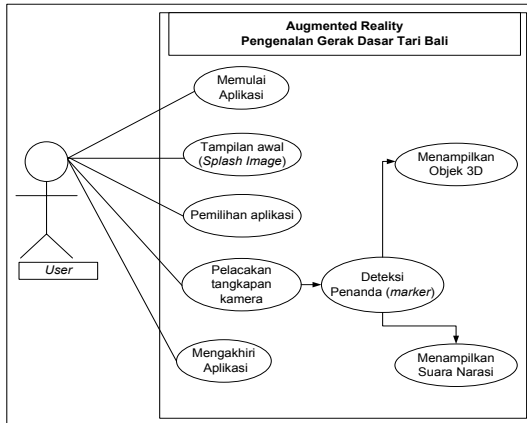 Augmented Reality
Pengenalan Gerak Dasar Tari Bali
Memulai
Aplikasi
Tampilan awal
(Splash Image)
Menampilkan
Objek 3D
Pemilihan aplikasi
User
Pelacakan
tangkapan
kamera
Deteksi
Penanda (marker)
Mengakhiri
Aplikasi
Menampilkan
Suara Narasi